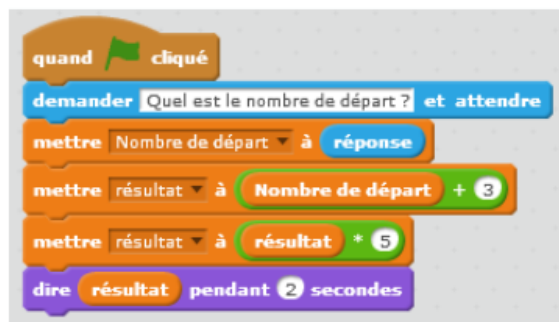 quand cliqué
demander Quel est le nombre de départ ? et attendre
mettre Nombre de départ à réponse
mettre résultat à Nombre de départ + 3
mettre résultat à résultat * 5
dire résultat pendant 2 secondes